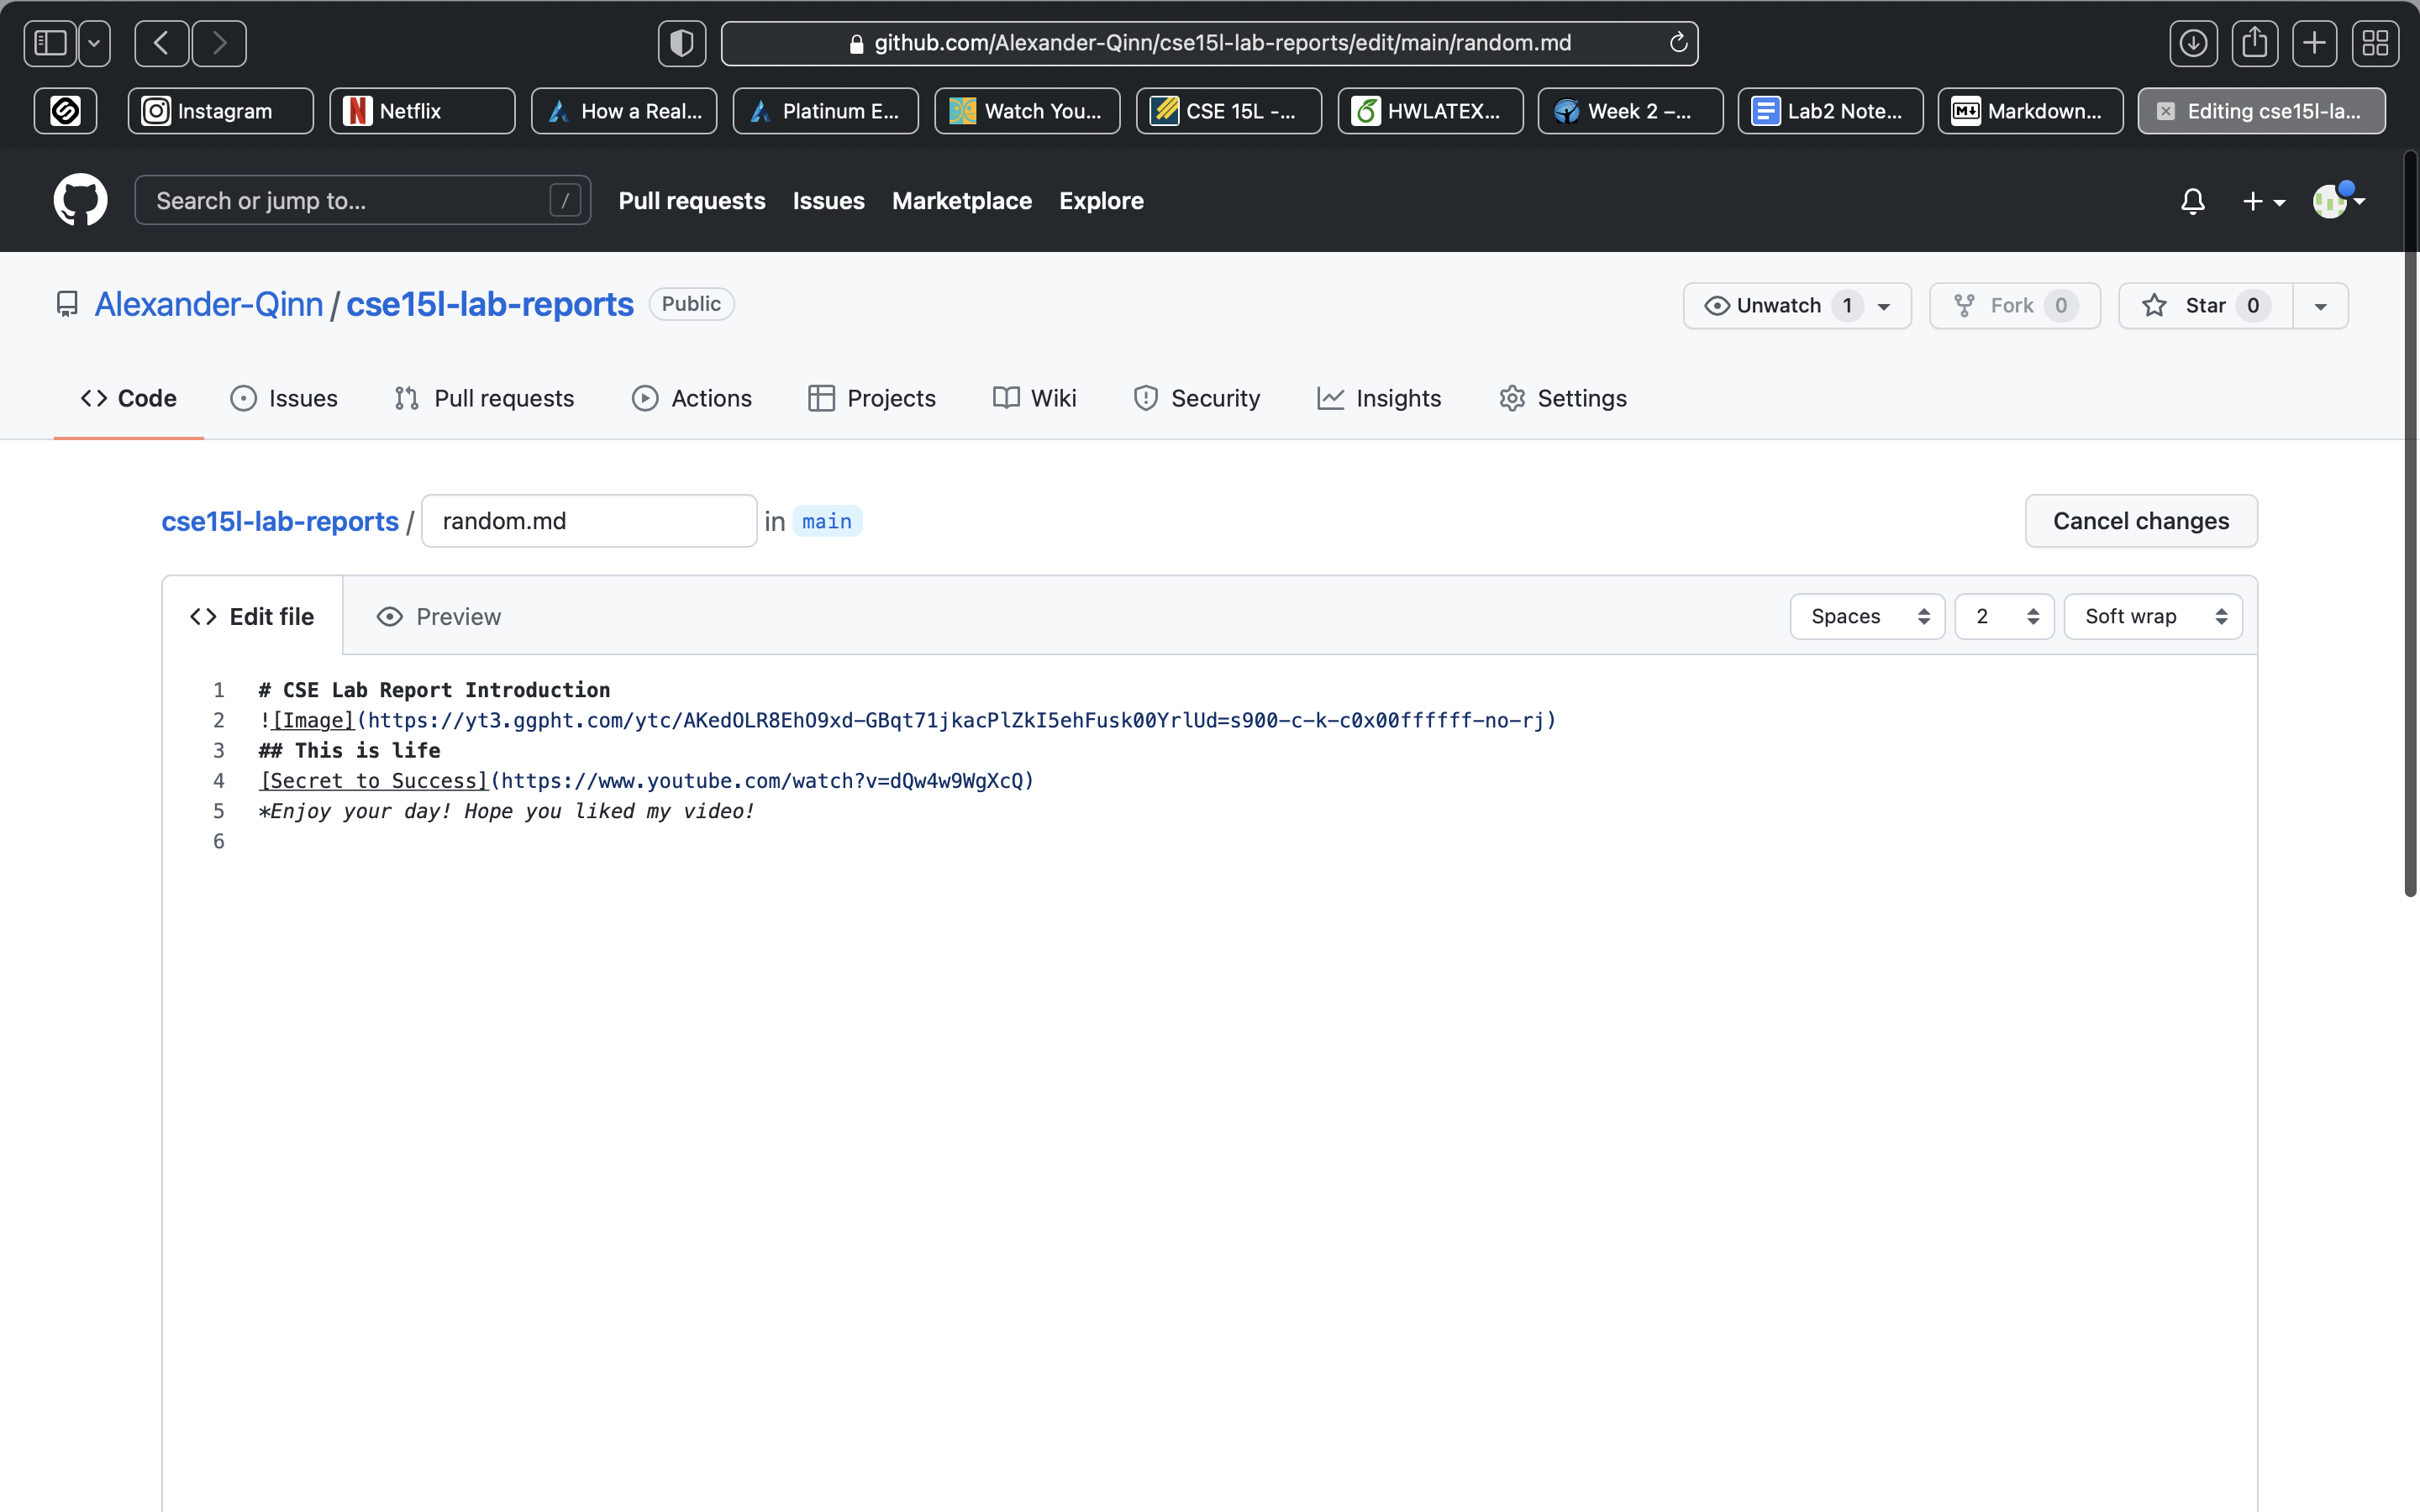 github.com/Alexander-Qinn/cse15l-lab-reports/edit/main/random.md
Instagram
Netflix
How a Real...
Platinum E...
Watch You...
CSE 15L -...
HWLATEX...
Week 2 –...
Lab2 Note...
Markdown...
Editing cse15l-la...
Search or jump to... /
Pull requests
Issues
Marketplace
Explore
Alexander-Qinn / cse15l-lab-reports Public
Unwatch 1
Fork 0
Star 0
Code
Issues
Pull requests
Actions
Projects
Wiki
Security
Insights
Settings
cse15l-lab-reports / random.md in main
Cancel changes
<> Edit file
Preview
Spaces
2
Soft wrap
1 # CSE Lab Report Introduction
2 ![Image](https://yt3.ggpht.com/ytc/AKedOLR8EhO9xd-GBqt71jkacPlZkI5ehFusk00YrlUd=s900-c-k-c0x00ffffff-no-rj)
3 ## This is life
4 [Secret to Success](https://www.youtube.com/watch?v=dQw4w9WgXcQ)
5 *Enjoy your day! Hope you liked my video!
6